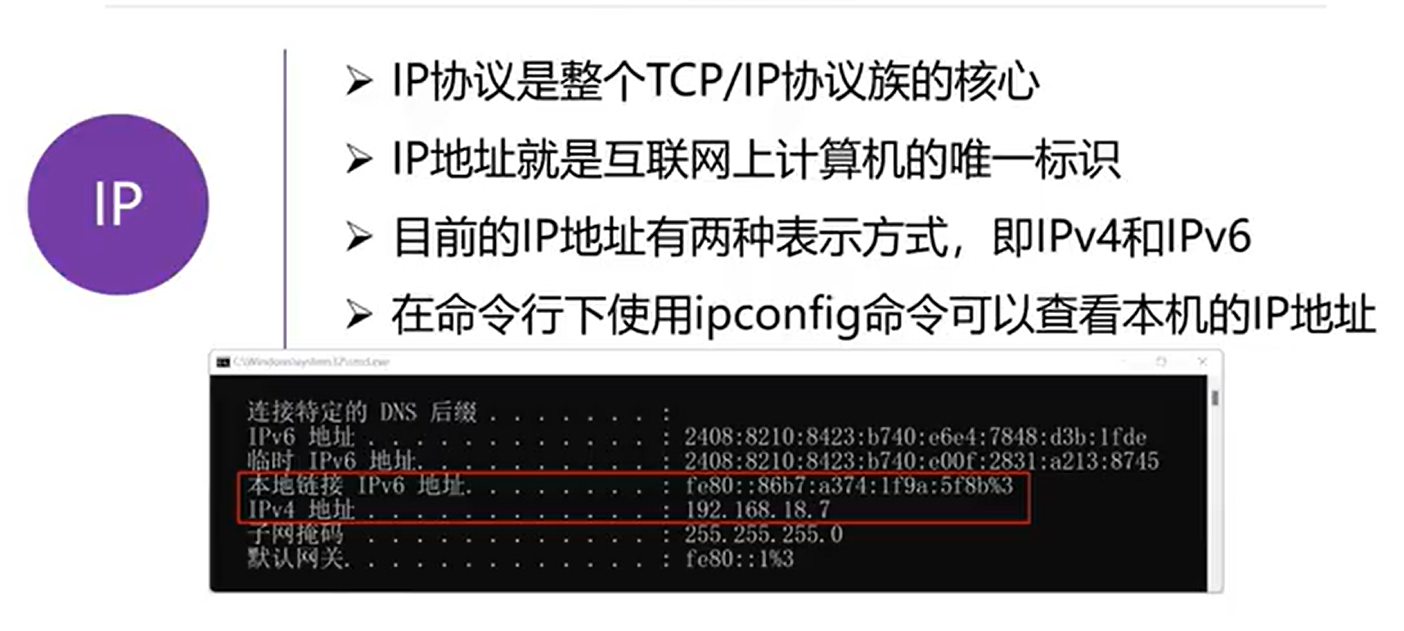 IP
➢ IP协议是整个TCP/IP协议族的核心
➢ IP地址就是互联网上计算机的唯一标识
➢ 目前的IP地址有两种表示方式，即IPv4和IPv6
➢ 在命令行下使用ipconfig命令可以查看本机的IP地址
C:\Windows\system32\cmd.exe
连接特定的 DNS 后缀 . . . . . . . :
IPv6 地址 . . . . . . . . . . . . : 2408:8210:8423:b740:e6e4:7848:d3b:1fde
临时 IPv6 地址. . . . . . . . . . : 2408:8210:8423:b740:e00f:2831:a213:8745
本地链接 IPv6 地址. . . . . . . . : fe80::86b7:a374:1f9a:5f8b%3
IPv4 地址 . . . . . . . . . . . . : 192.168.18.7
子网掩码 . . . . . . . . . . . . : 255.255.255.0
默认网关. . . . . . . . . . . . . : fe80::1%3